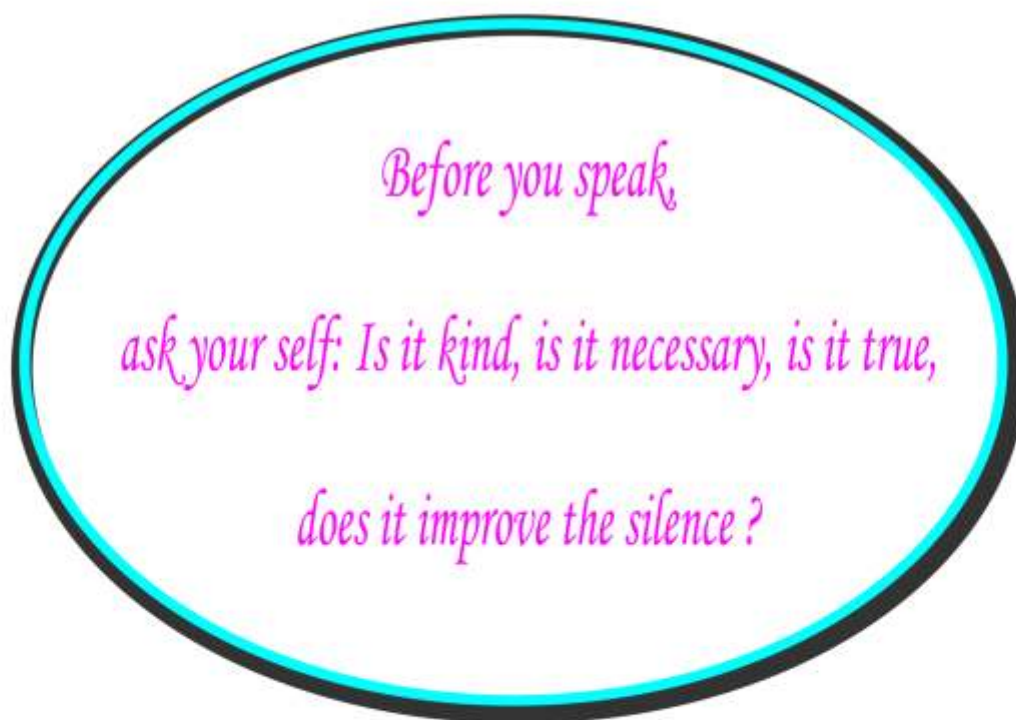 Before you speak,
ask your self: Is it kind, is it necessary, is it true,
does it improve the silence ?